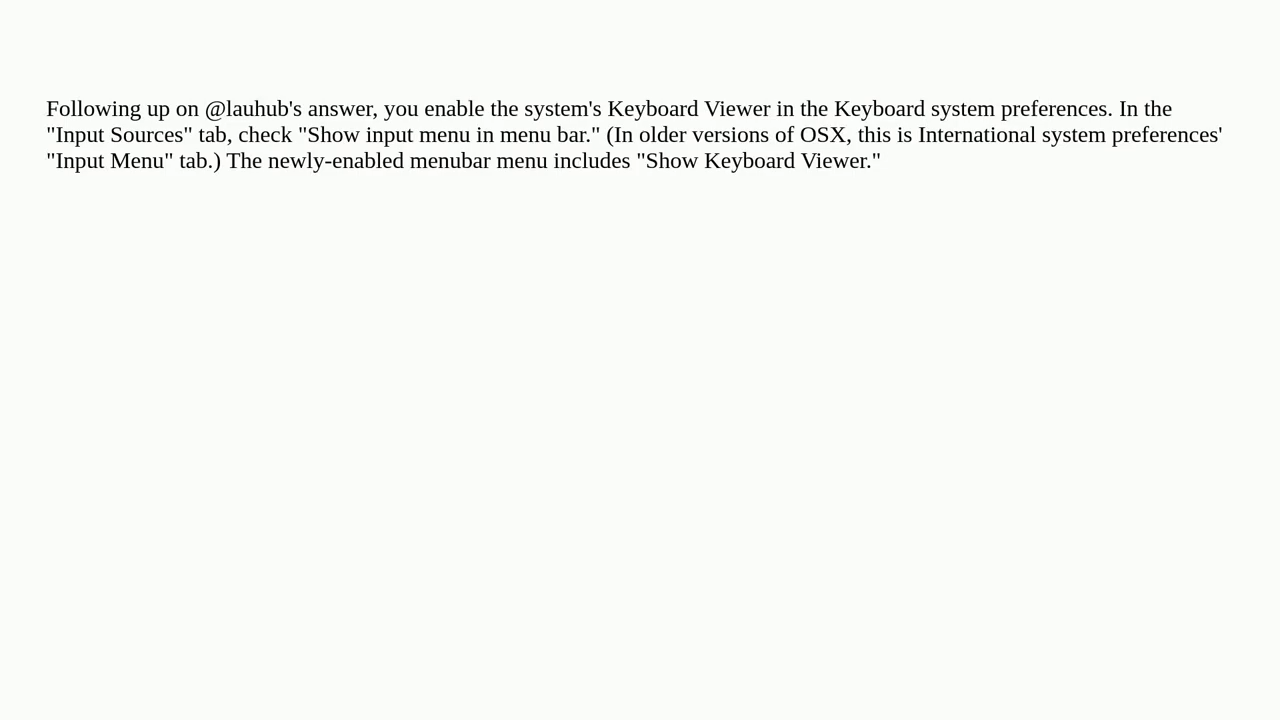 Following up on @lauhub's answer, you enable the system's Keyboard Viewer in the Keyboard system preferences. In the
"Input Sources" tab, check "Show input menu in menu bar." (In older versions of OSX, this is International system preferences'
"Input Menu" tab.) The newly-enabled menubar menu includes "Show Keyboard Viewer."